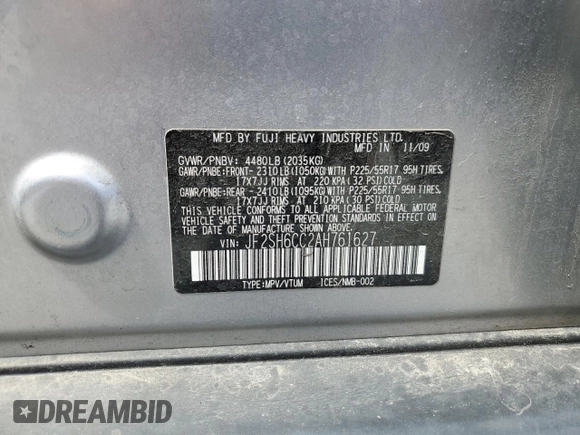 MFD BY FUJI HEAVY INDUSTRIES LTD.
MFD IN 11/09
GVWR/PNBV: 4480LB(2035KG)
GAWR/PNBE:FRONT- 2310LB(1050KG)WITH P225/55R17 95H TIRES,
17X7JJ RIMS AT 220 KPA(32 PSI)COLD
GAWR/PNBE:REAR -2410LB(1095KG)WITH P225/55R17 95H TIRES,
17X7JJ RIMS AT 210 KPA(30 PSI)COLD
THIS VEHICLE CONFORMS TO ALL APPLICABLE FEDERAL MOTOR
VEHICLE SAFETY AND THEFT PREVENTION STANDARDS IN EFFECT ON THE
DATE OF MANUFACTURE SHOWN ABOVE.
VIN: JF2SH6CC2AH761627
TYPE:MPV/VTUM ICES/NMB-002
DREAMBID